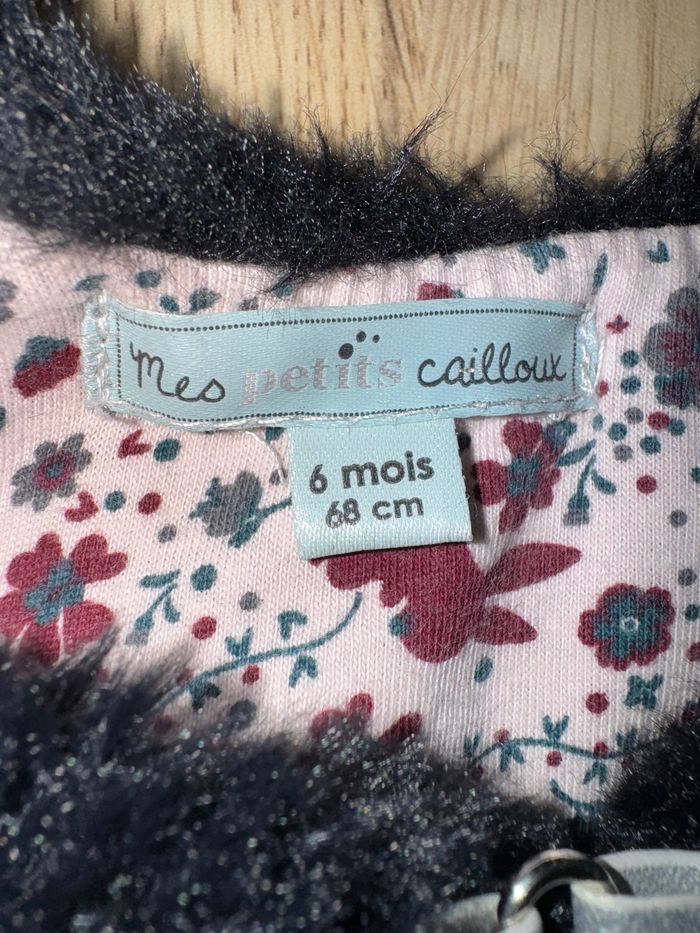 mes petits cailloux
6 mois
68 cm